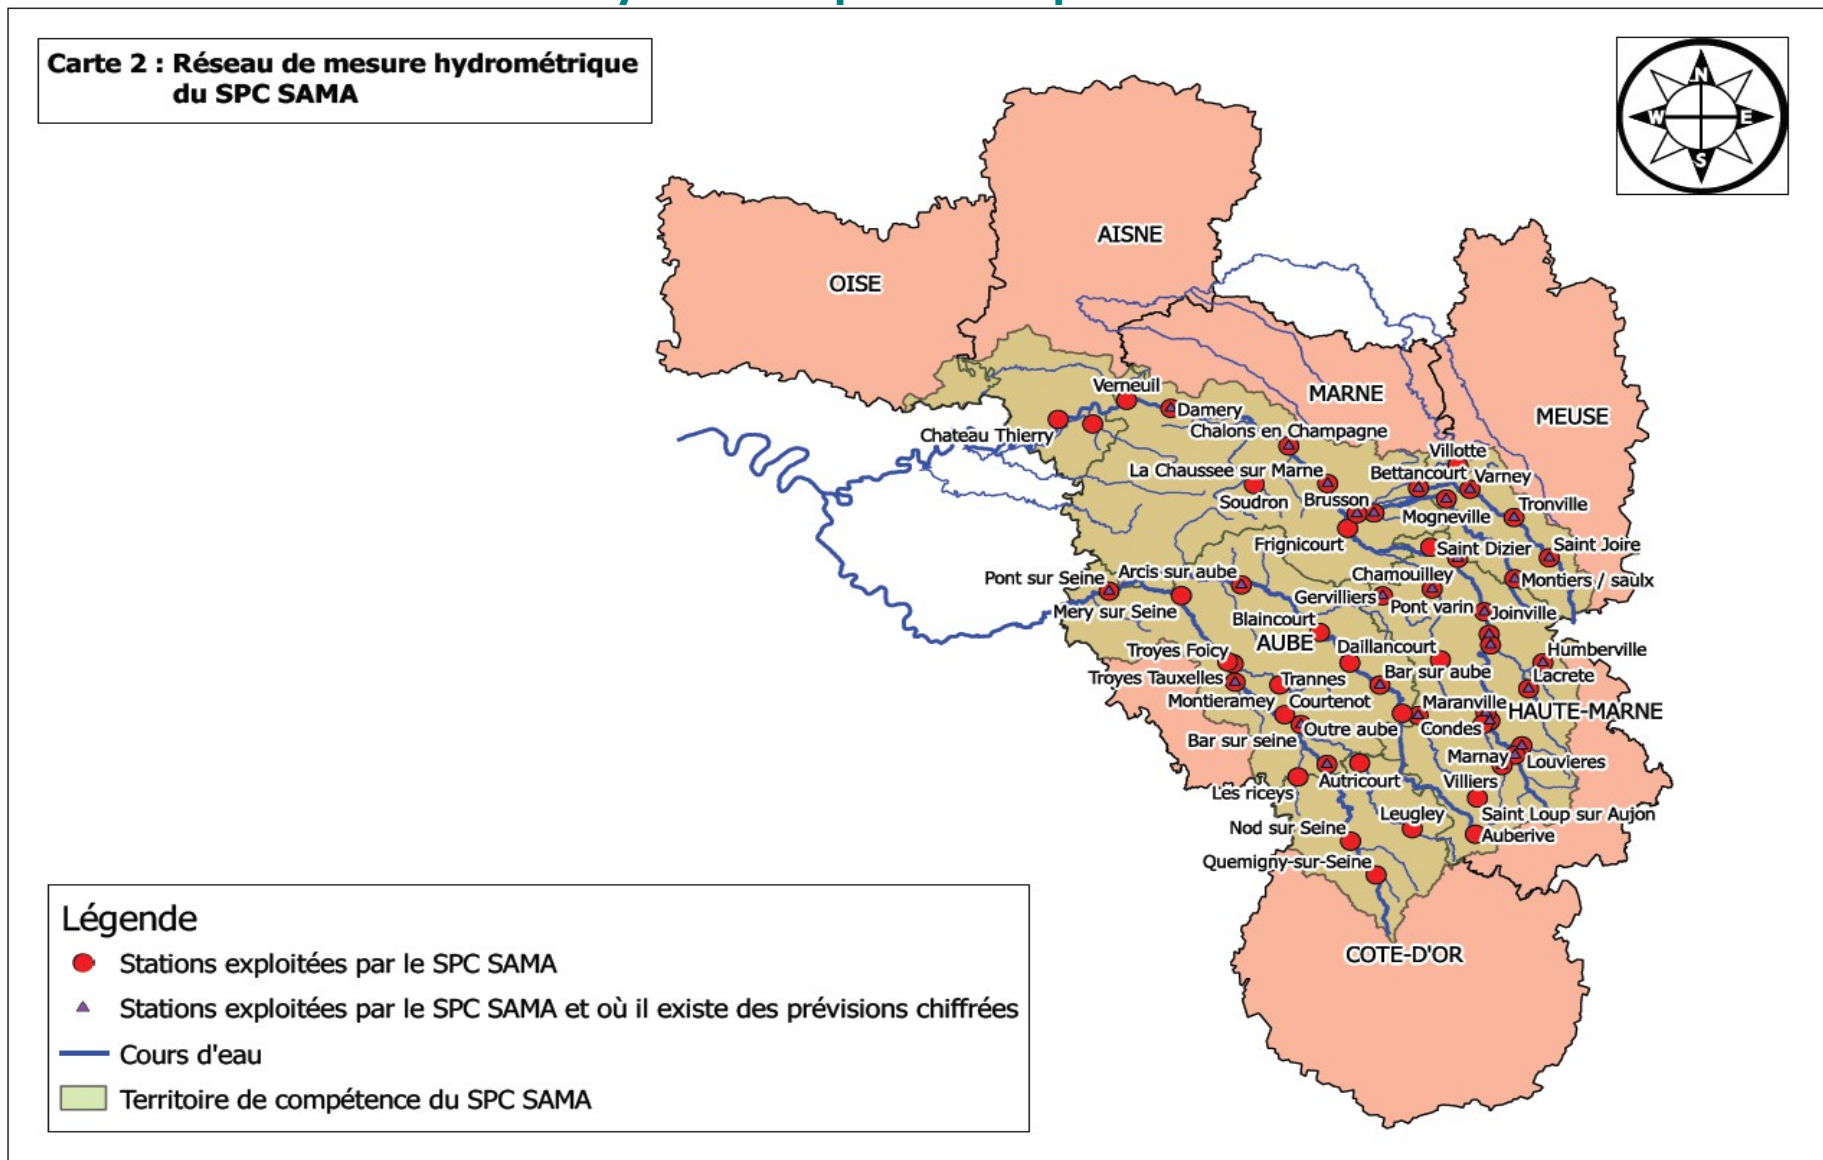 Carte 2 : Réseau de mesure hydrométrique
du SPC SAMA
N
W
E
S
AISNE
OISE
MARNE
MEUSE
Verneuil
Damery
Chateau Thierry
Chalons en Champagne
Villotte
La Chaussee sur Marne
Bettancourt
Varney
Soudron
Brusson
Tronville
Mogneville
Frignicourt
Saint Dizier
Saint Joire
Pont sur Seine
Arcis sur aube
Chamouilley
Montiers / saulx
Mery sur Seine
Gervilliers
Pont varin
Joinville
Blaincourt
AUBE
Troyes Foicy
Daillancourt
Humberville
Troyes Tauxelles
Trannes
Bar sur aube
Lacrete
Montieramey
Courtenot
Maranville
HAUTE-MARNE
Bar sur seine
Outre aube
Condes
Marnay
Louvieres
Les riceys
Autricourt
Villiers
Nod sur Seine
Leugley
Saint Loup sur Aujon
Auberive
Quemigny-sur-Seine
COTE-D'OR
Légende
Stations exploitées par le SPC SAMA
Stations exploitées par le SPC SAMA et où il existe des prévisions chiffrées
Cours d'eau
Territoire de compétence du SPC SAMA